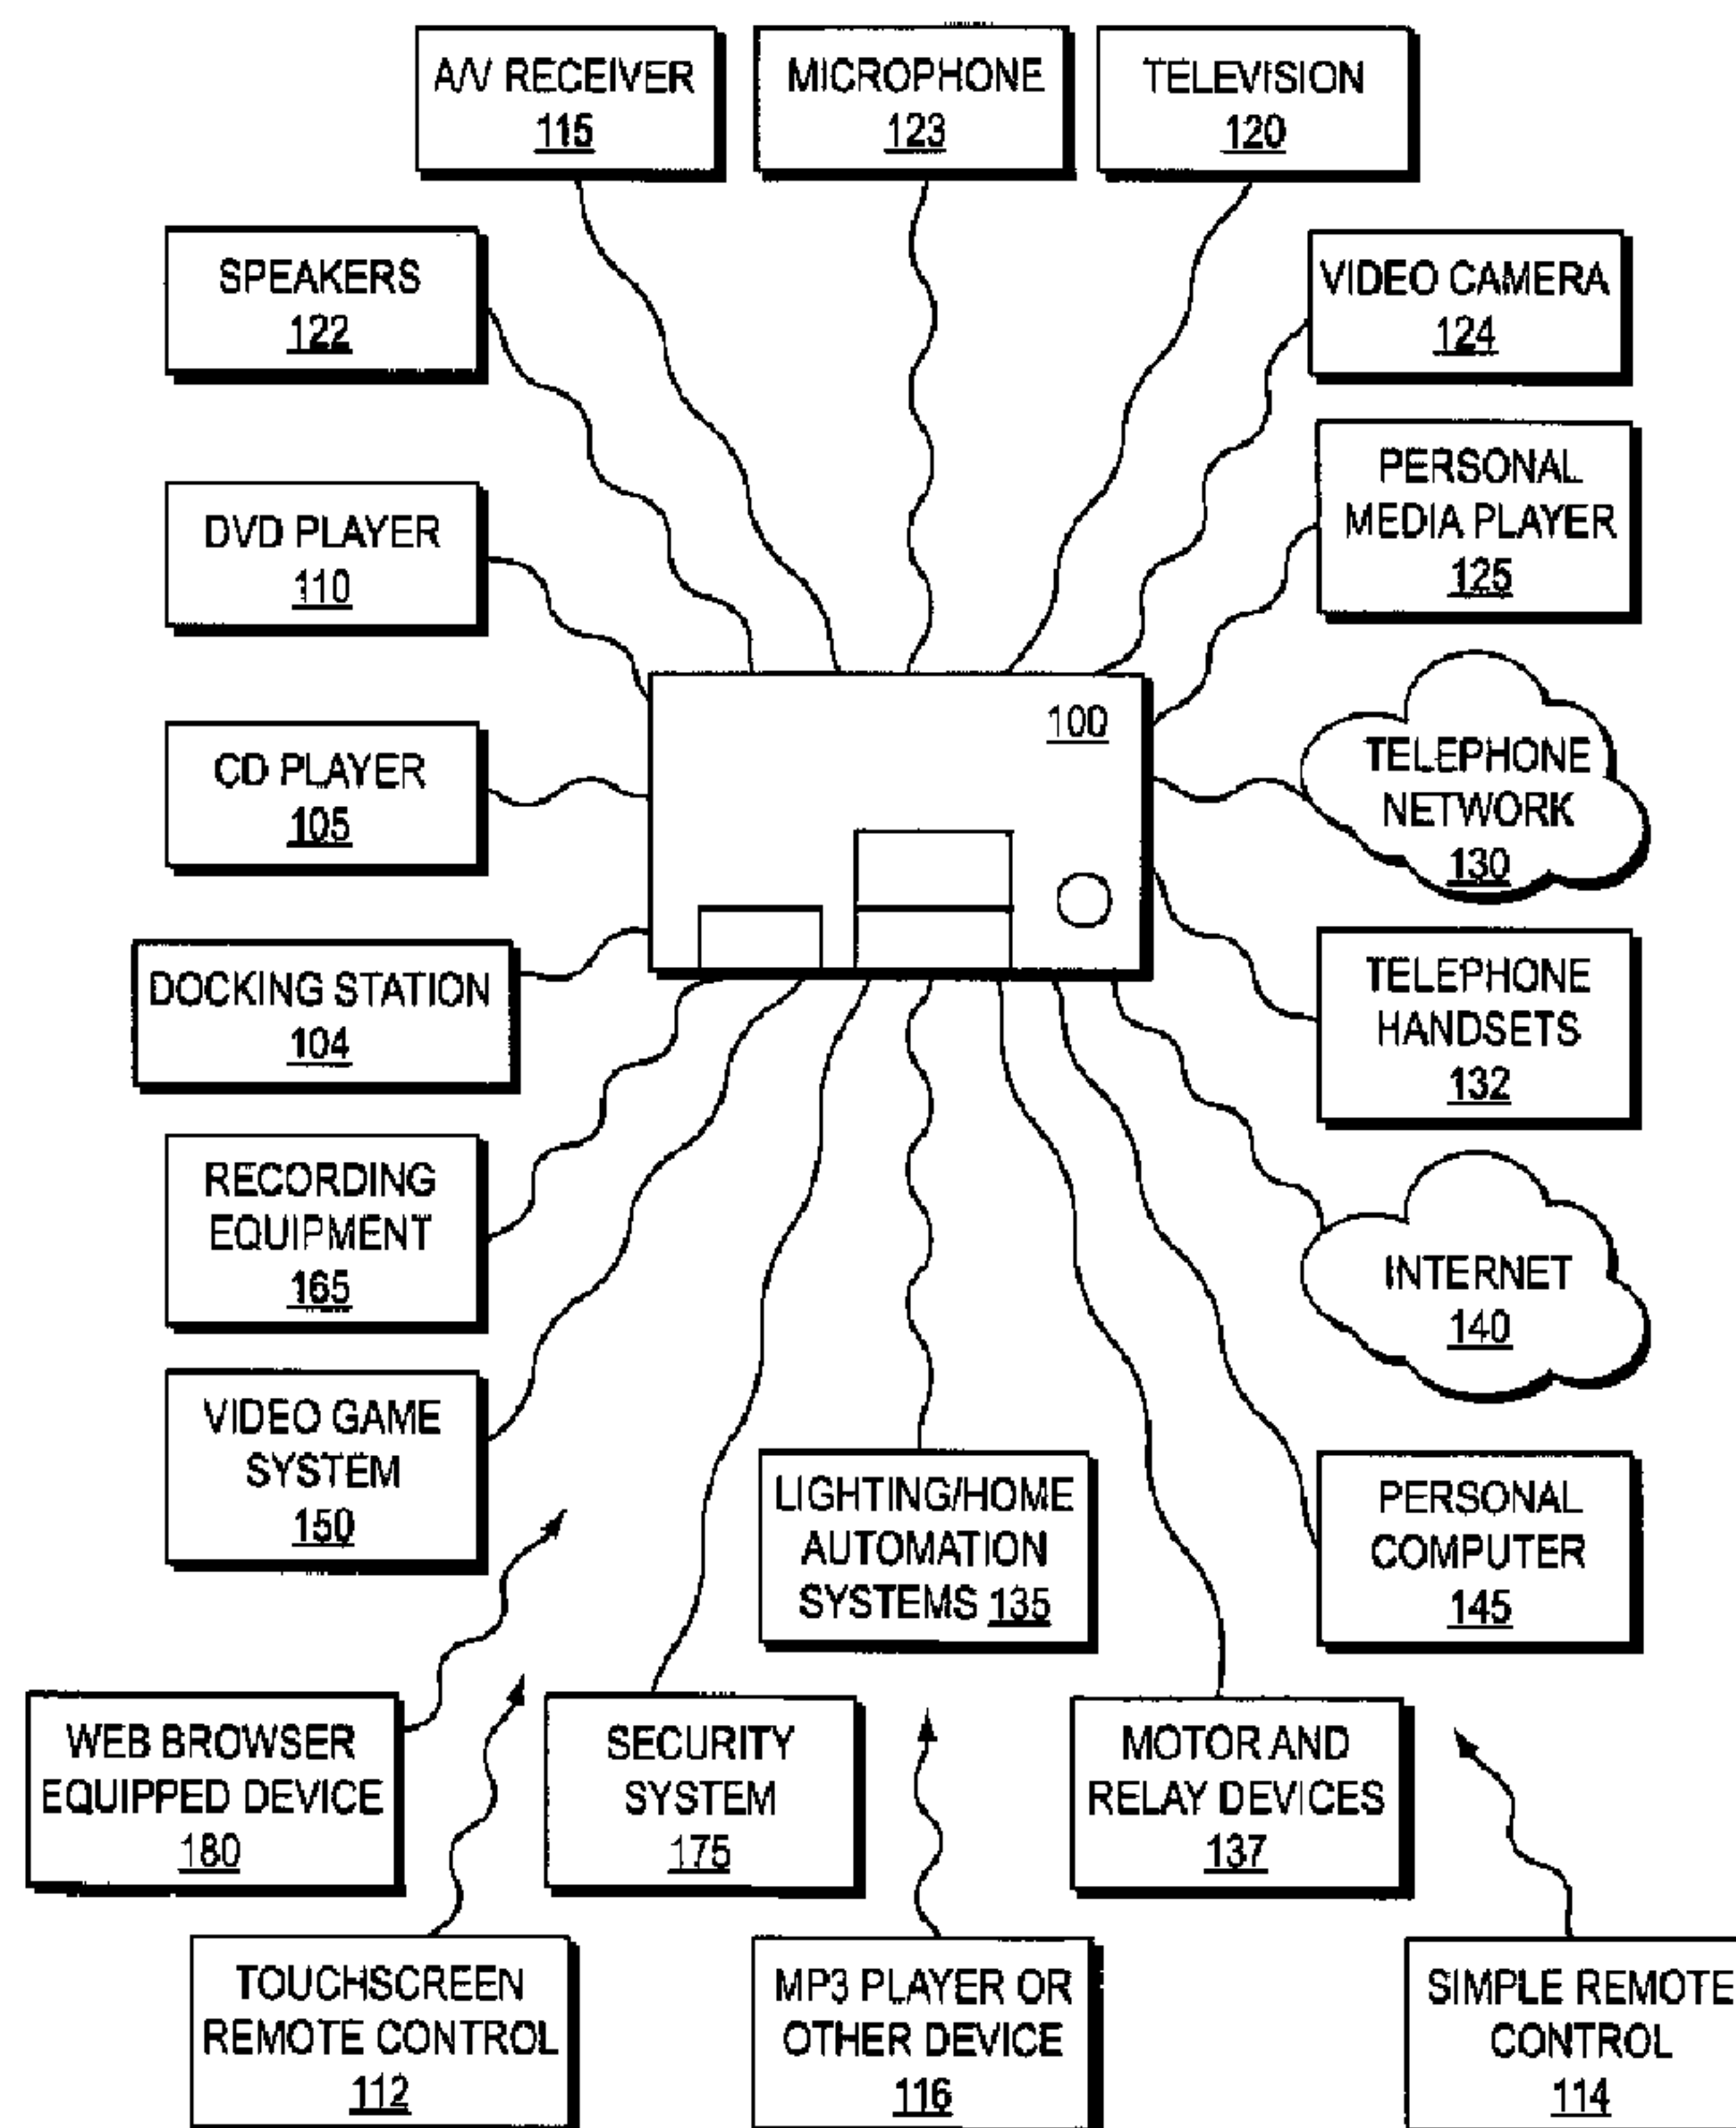 A/V RECEIVER
115
MICROPHONE
123
TELEVISION
120
SPEAKERS
122
VIDEO CAMERA
124
DVD PLAYER
110
PERSONAL
MEDIA PLAYER
125
CD PLAYER
105
100
TELEPHONE
NETWORK
130
DOCKING STATION
104
TELEPHONE
HANDSETS
132
RECORDING
EQUIPMENT
165
INTERNET
140
VIDEO GAME
SYSTEM
150
LIGHTING/HOME
AUTOMATION
SYSTEMS 135
PERSONAL
COMPUTER
145
WEB BROWSER
EQUIPPED DEVICE
180
SECURITY
SYSTEM
175
MOTOR AND
RELAY DEVICES
137
TOUCHSCREEN
REMOTE CONTROL
112
MP3 PLAYER OR
OTHER DEVICE
116
SIMPLE REMOTE
CONTROL
114